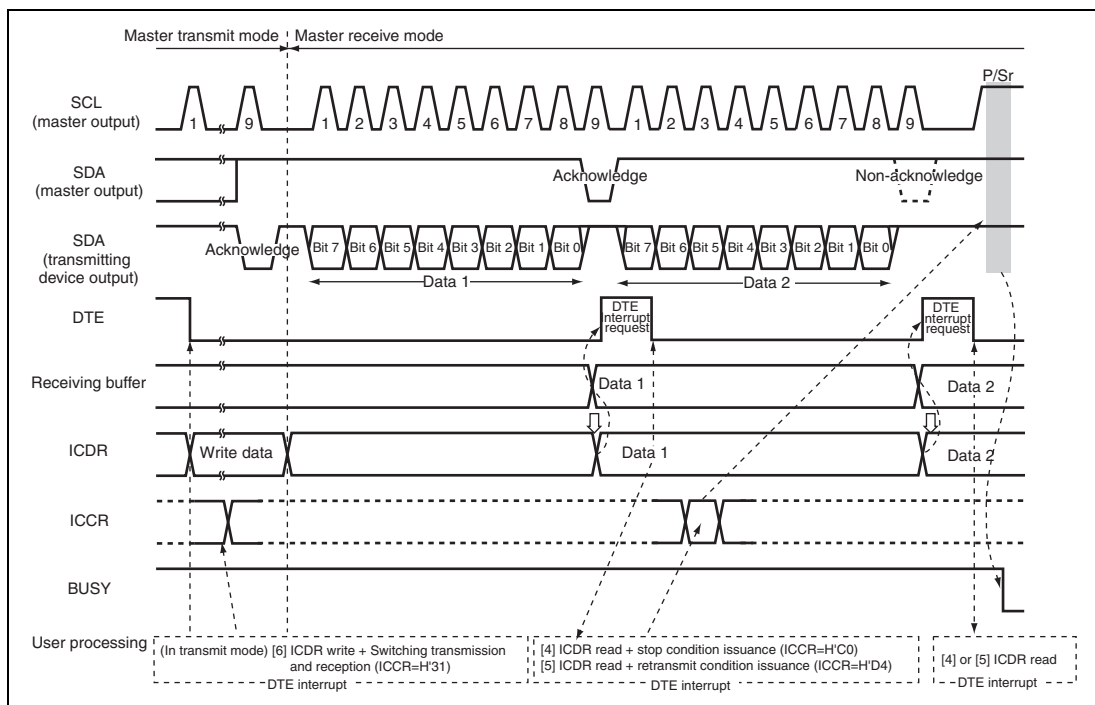 Master transmit mode Master receive mode
P/Sr
SCL
(master output)
1 9 1 2 3 4 5 6 7 8 9 1 2 3 4 5 6 7 8 9
SDA
(master output)
Acknowledge Non-acknowledge
SDA
(transmitting
device output)
Acknowledge Bit 7 Bit 6 Bit 5 Bit 4 Bit 3 Bit 2 Bit 1 Bit 0 Bit 7 Bit 6 Bit 5 Bit 4 Bit 3 Bit 2 Bit 1 Bit 0
Data 1 Data 2
DTE
DTE
interrupt
request
DTE
interrupt
request
Receiving buffer Data 1 Data 2
ICDR Write data Data 1 Data 2
ICCR
BUSY
User processing
(In transmit mode) [6] ICDR write + Switching transmission
and reception (ICCR=H'31)
DTE interrupt
[4] ICDR read + stop condition issuance (ICCR=H'C0)
[5] ICDR read + retransmit condition issuance (ICCR=H'D4)
DTE interrupt
[4] or [5] ICDR read
DTE interrupt